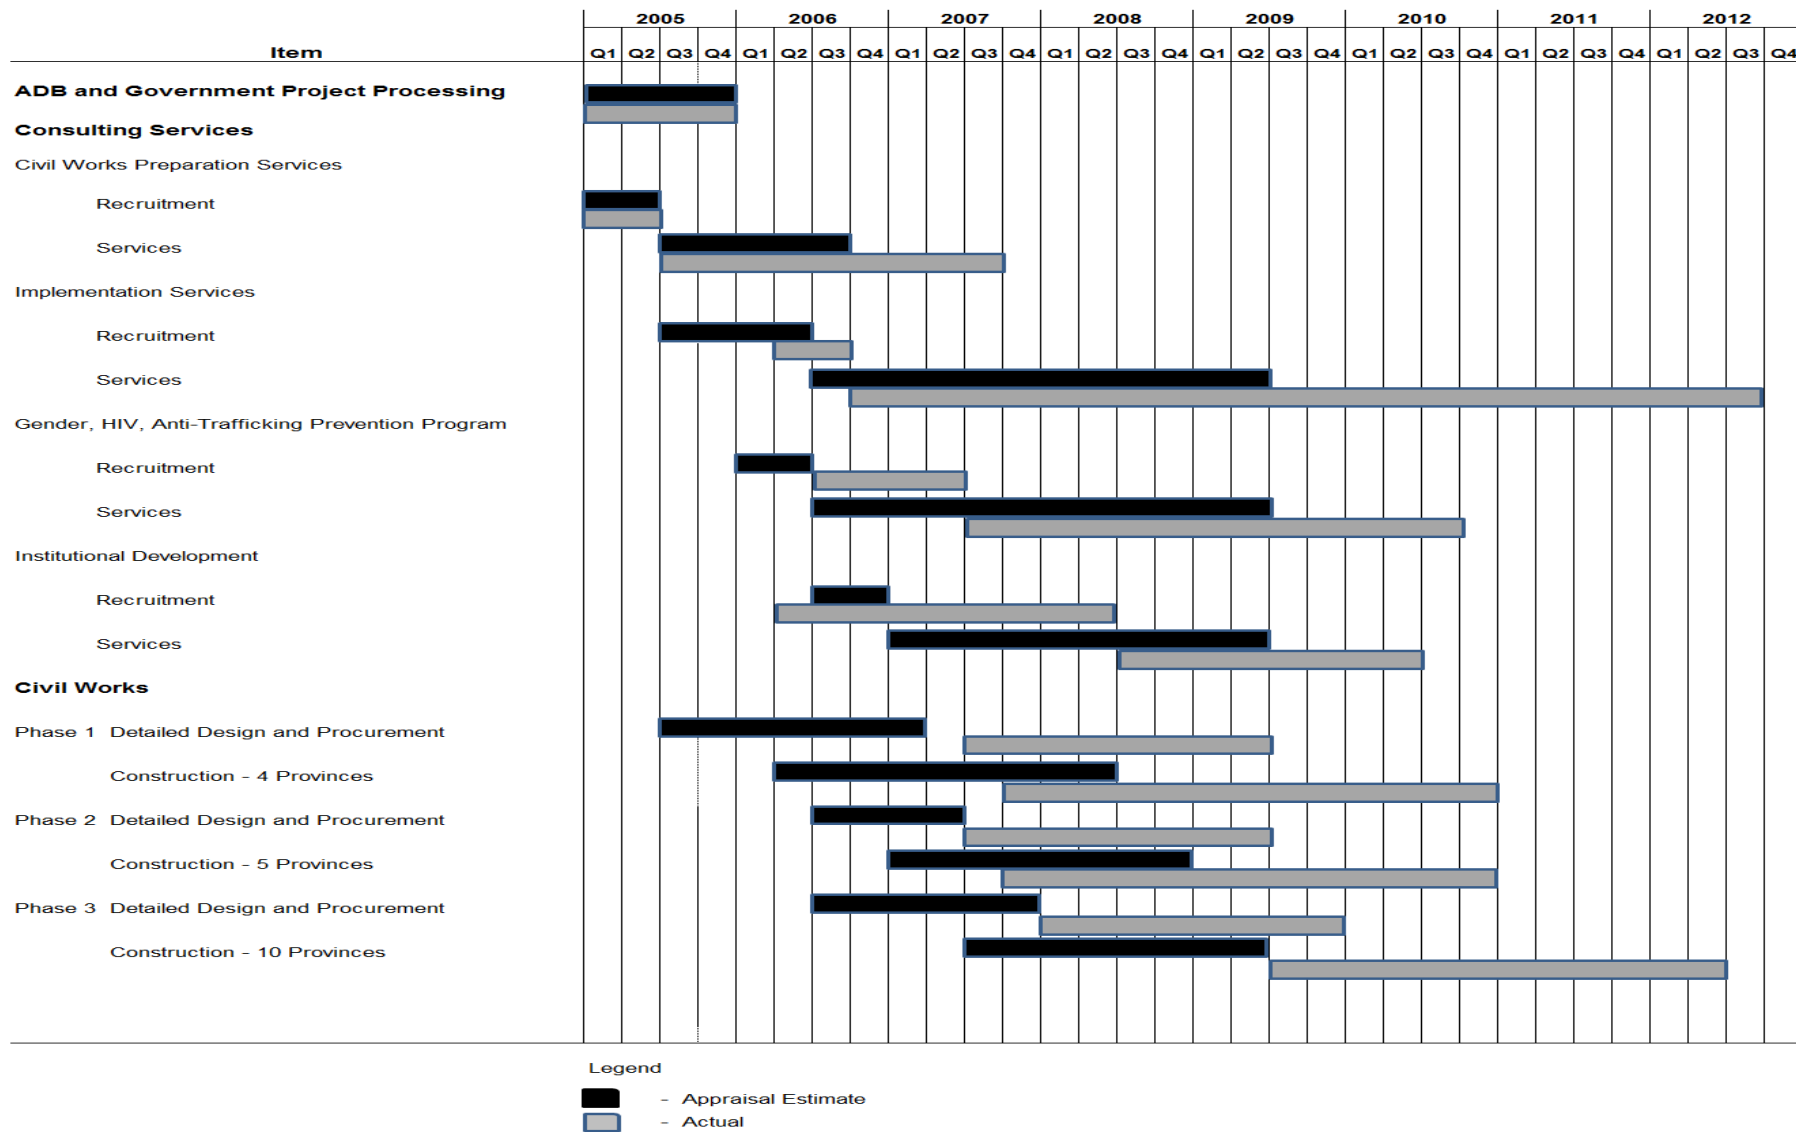 2005 2006 2007 2008 2009 2010 2011 2012
Item Q1 Q2 Q3 Q4 Q1 Q2 Q3 Q4 Q1 Q2 Q3 Q4 Q1 Q2 Q3 Q4 Q1 Q2 Q3 Q4 Q1 Q2 Q3 Q4 Q1 Q2 Q3 Q4 Q1 Q2 Q3 Q4
ADB and Government Project Processing
Consulting Services
Civil Works Preparation Services
Recruitment
Services
Implementation Services
Recruitment
Services
Gender, HIV, Anti-Trafficking Prevention Program
Recruitment
Services
Institutional Development
Recruitment
Services
Civil Works
Phase 1 Detailed Design and Procurement
Construction - 4 Provinces
Phase 2 Detailed Design and Procurement
Construction - 5 Provinces
Phase 3 Detailed Design and Procurement
Construction - 10 Provinces
Legend
- Appraisal Estimate
- Actual